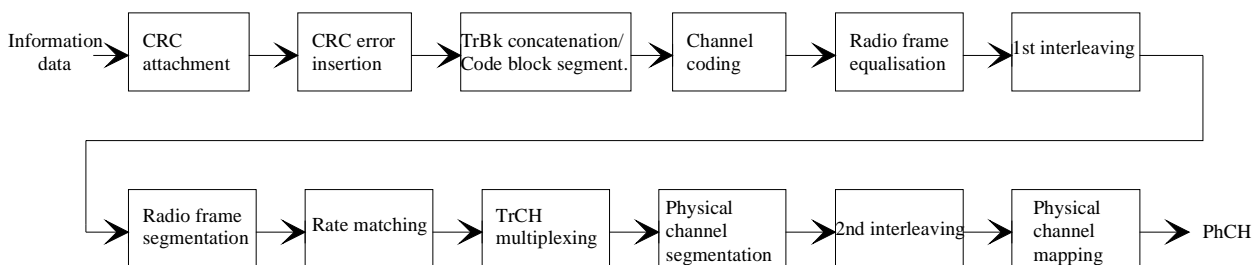 Information
data
CRC
attachment
CRC error
insertion
TrBk concatenation/
Code block segment.
Channel
coding
Radio frame
equalisation
1st interleaving
Radio frame
segmentation
Rate matching
TrCH
multiplexing
Physical
channel
segmentation
2nd interleaving
Physical
channel
mapping
PhCH